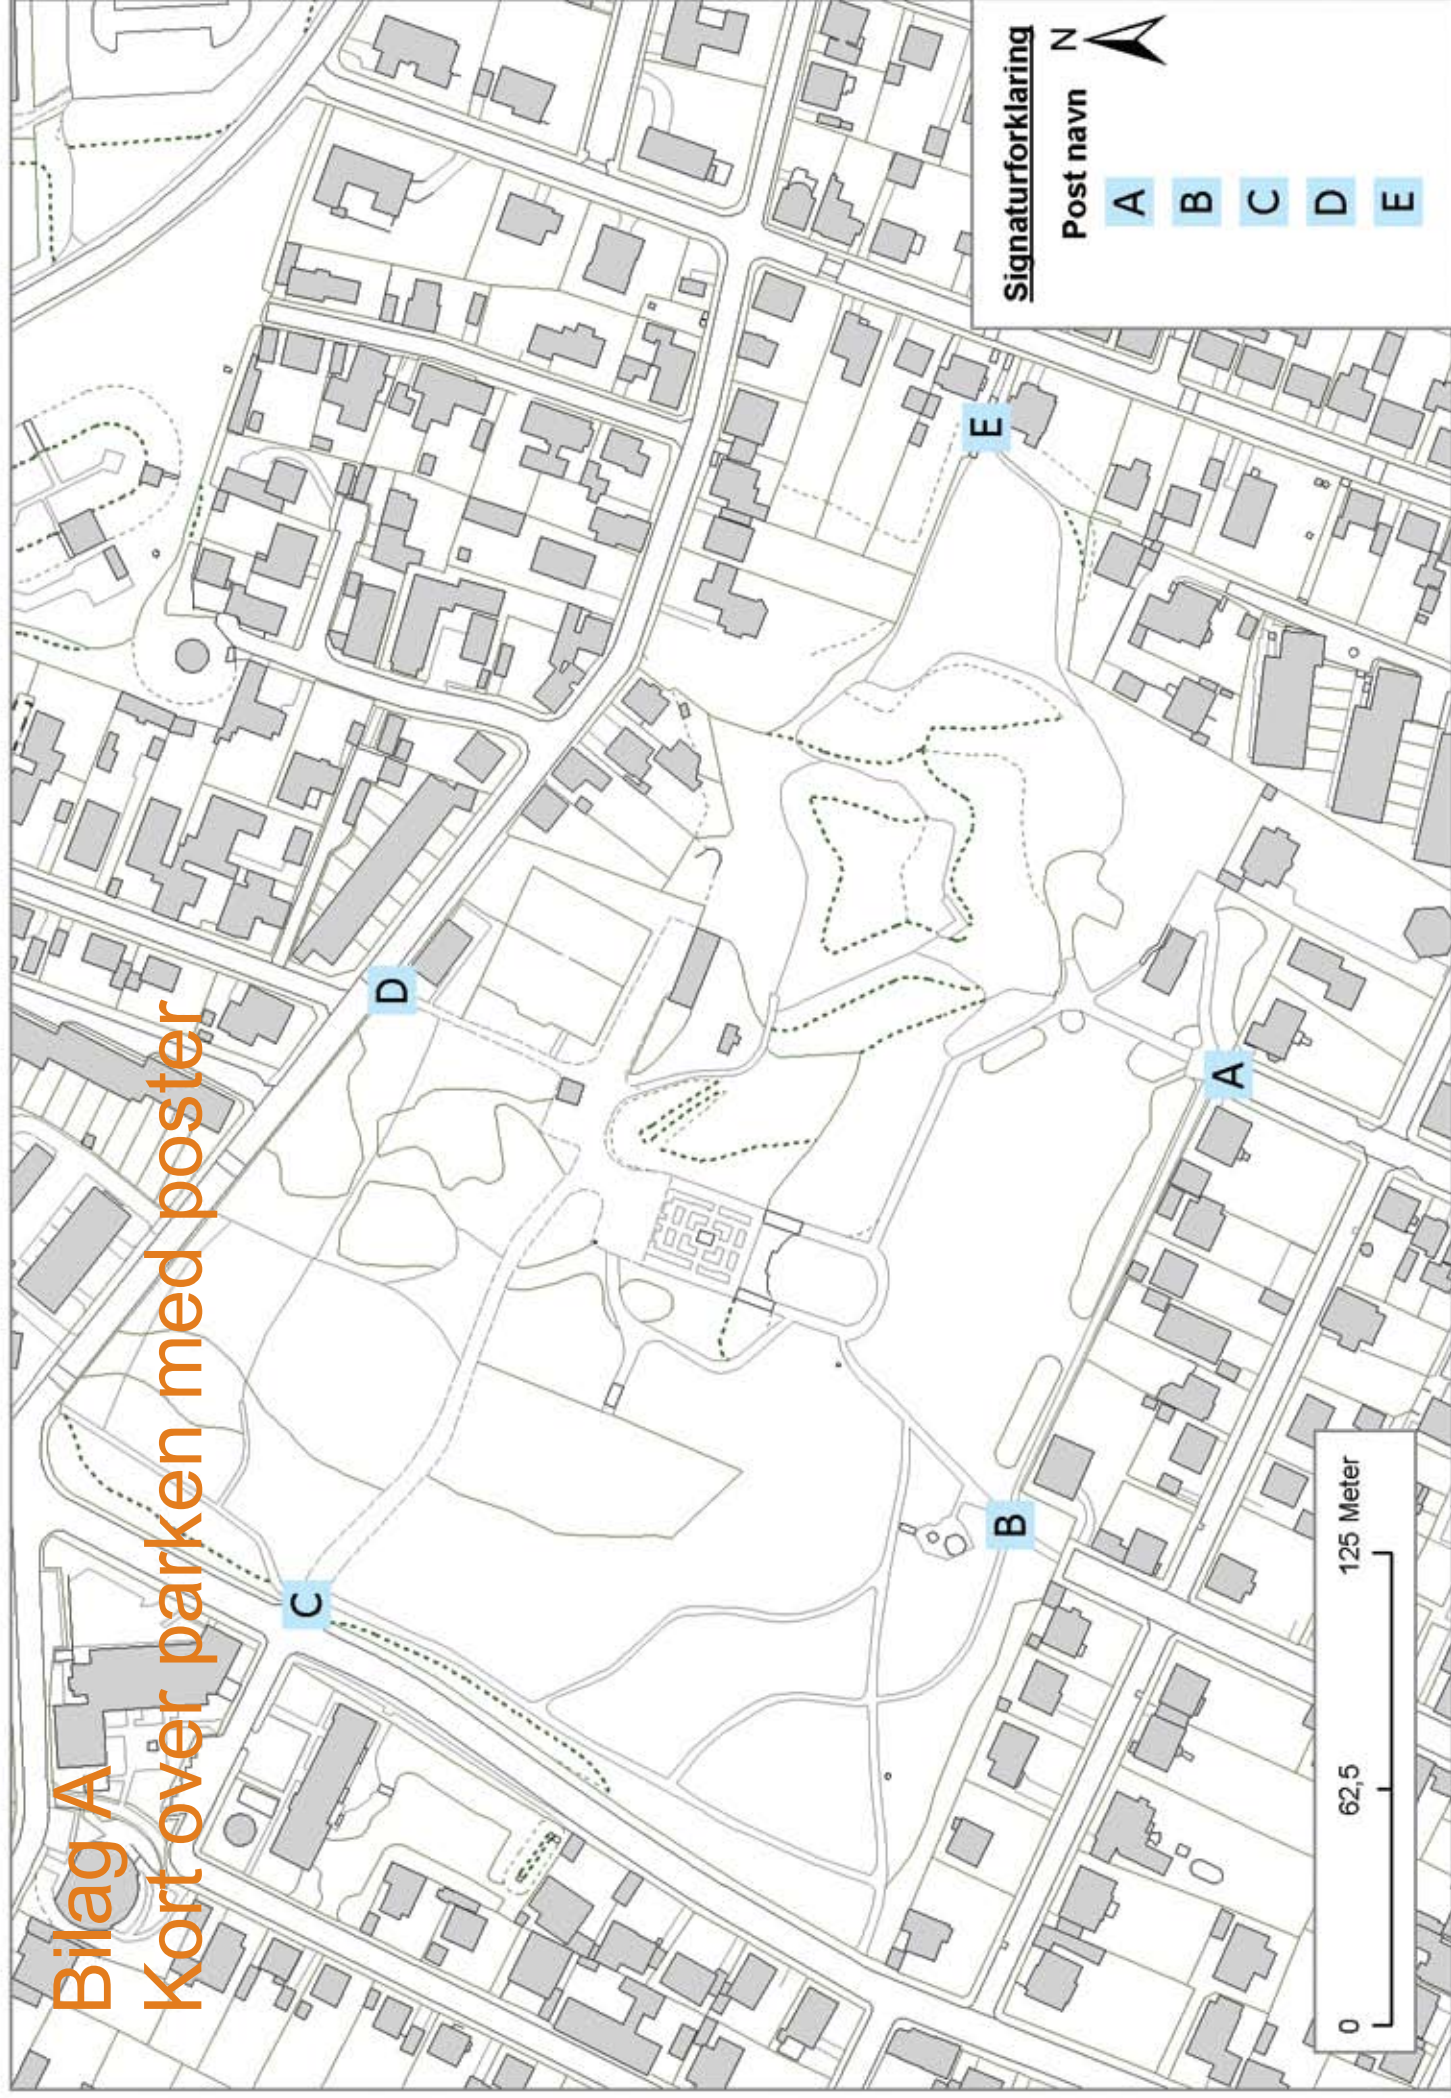 Bilag A
Kort over parken med poster
Signaturforklaring
Post navn
N
A
B
C
D
E
C
D
E
B
A
0
62,5
125 Meter